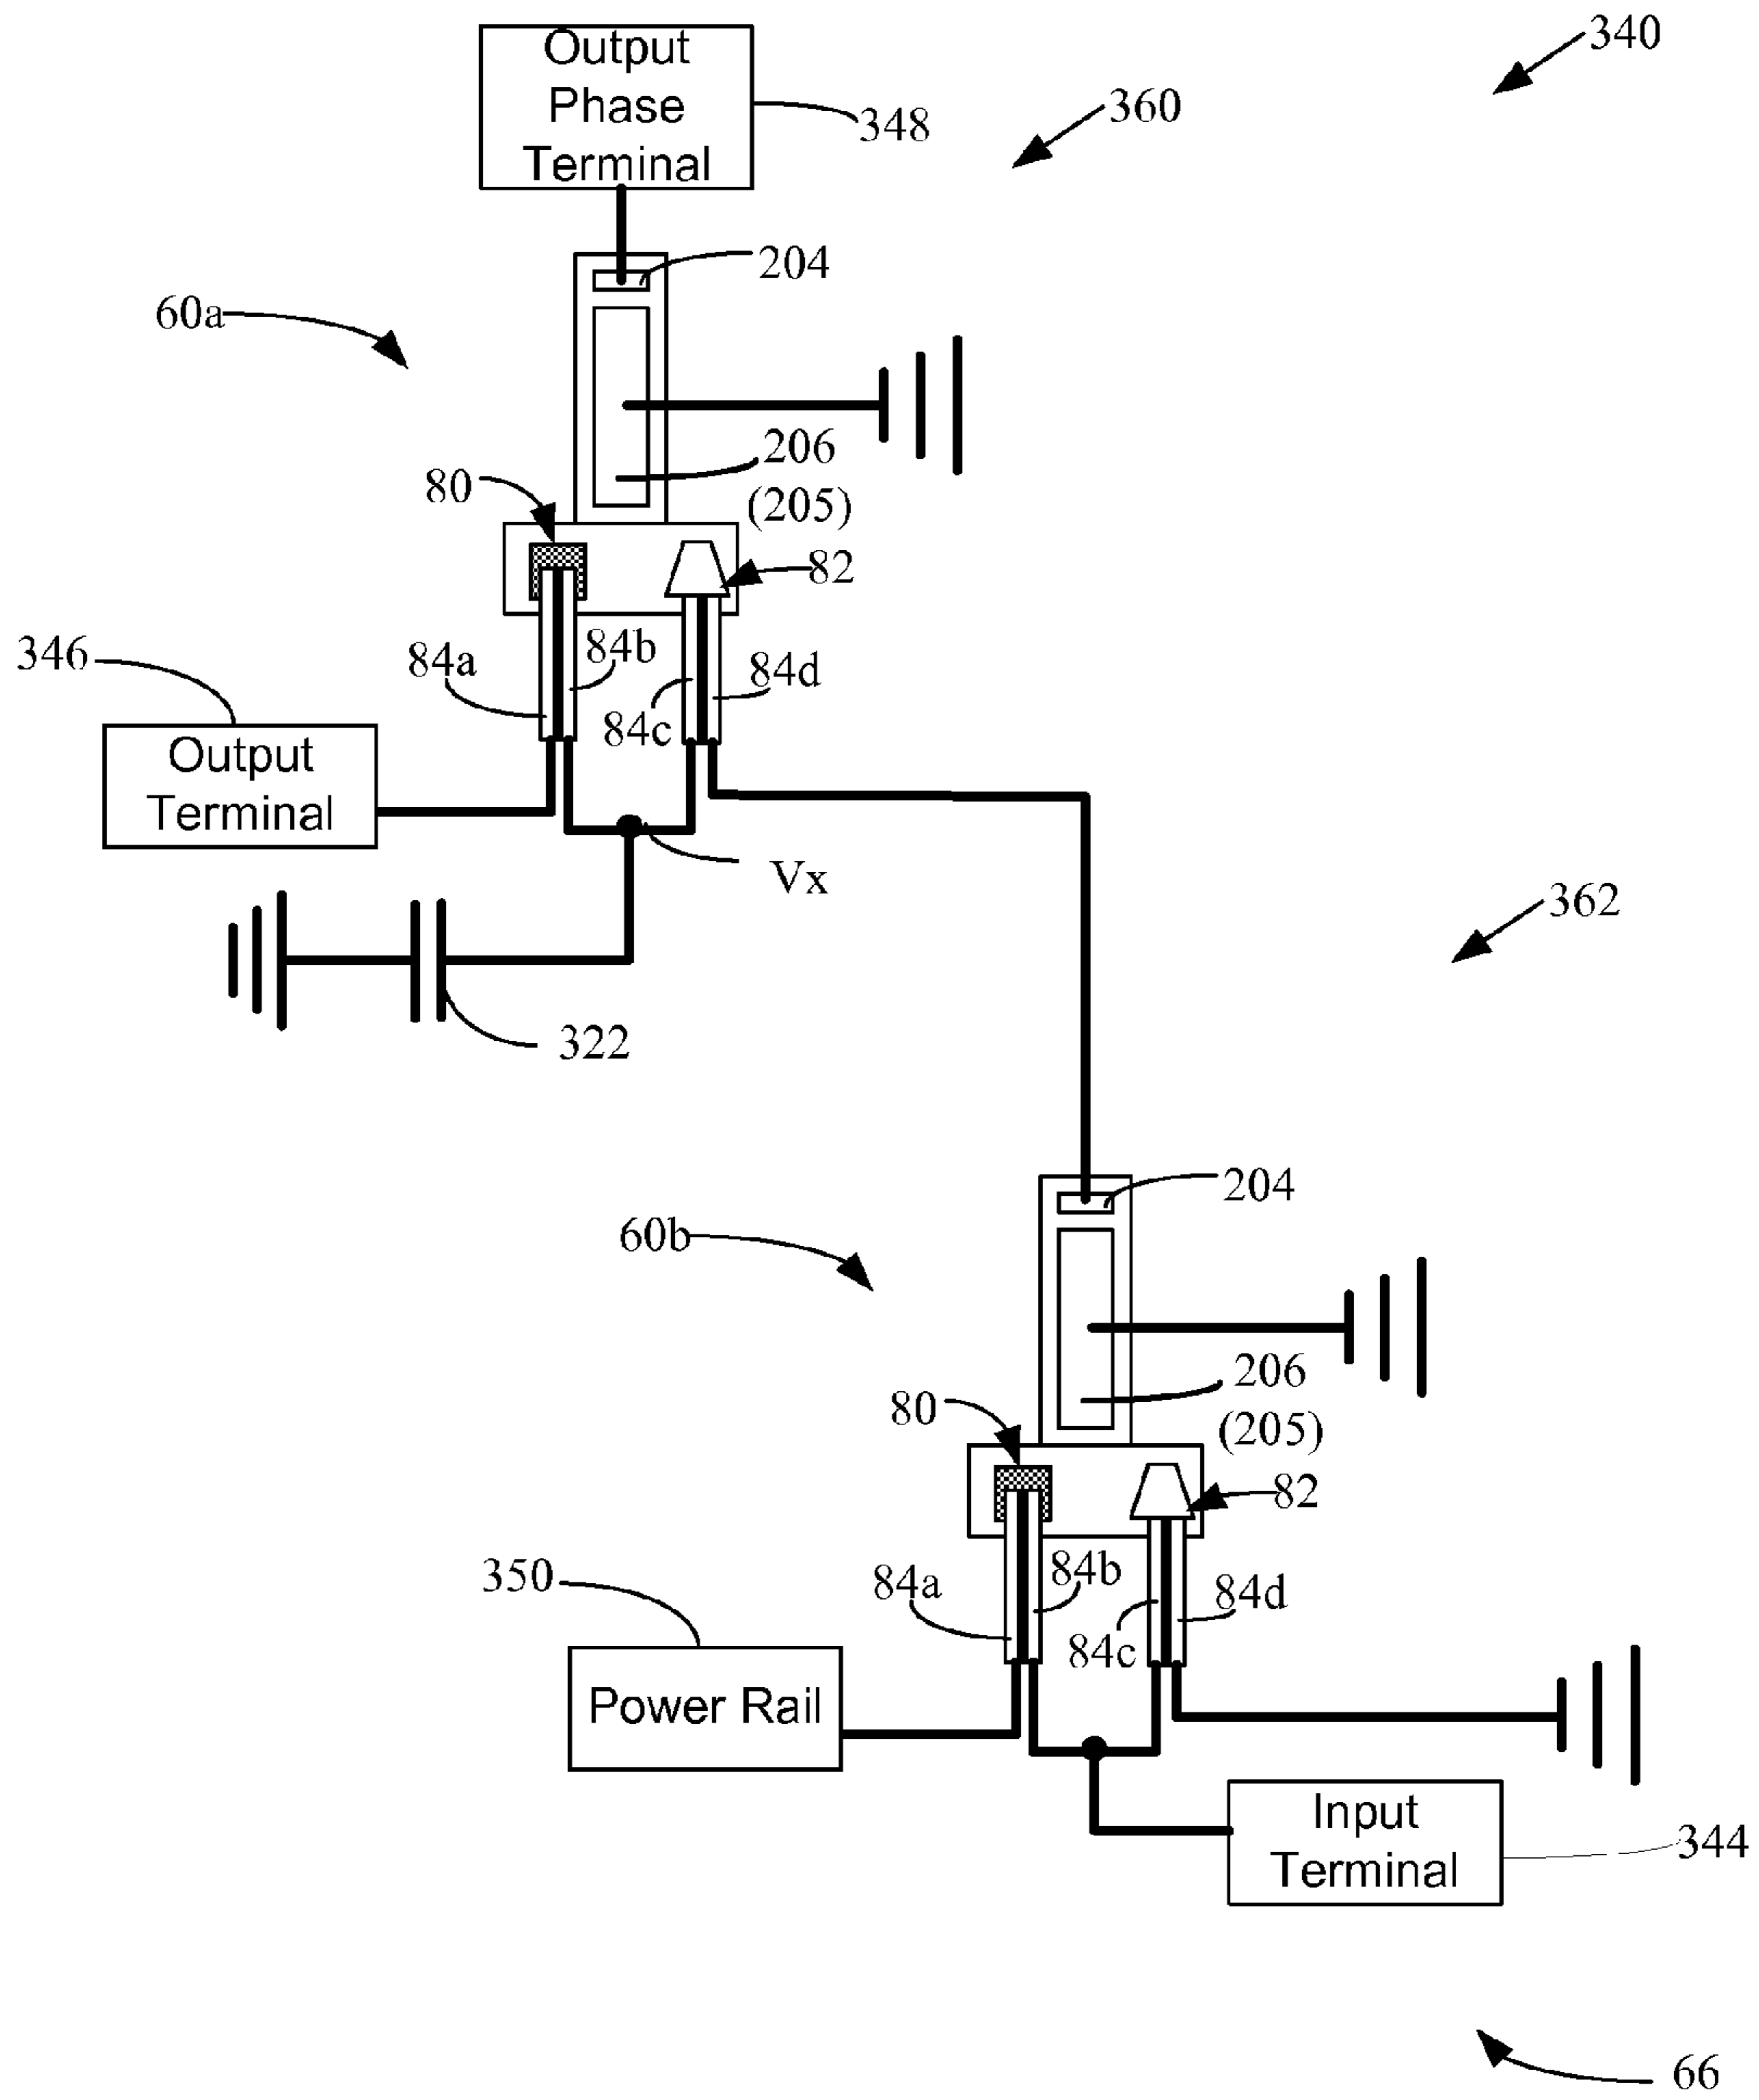 340
Output
Phase
Terminal
348
360
204
60a
206
(205)
80
82
346
84a
84b
84c
84d
Output
Terminal
Vx
362
322
204
60b
206
(205)
80
82
350
84a
84b
84c
84d
Power Rail
Input
Terminal
344
66